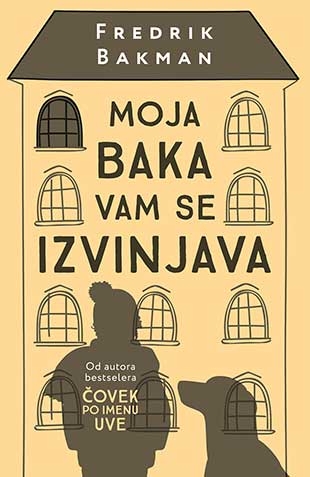 FREDRIK
BAKMAN
MOJA
BAKA
VAM SE
IZVINJAVA
Od autora
bestselera
ČOVEK
PO IMENU
UVE